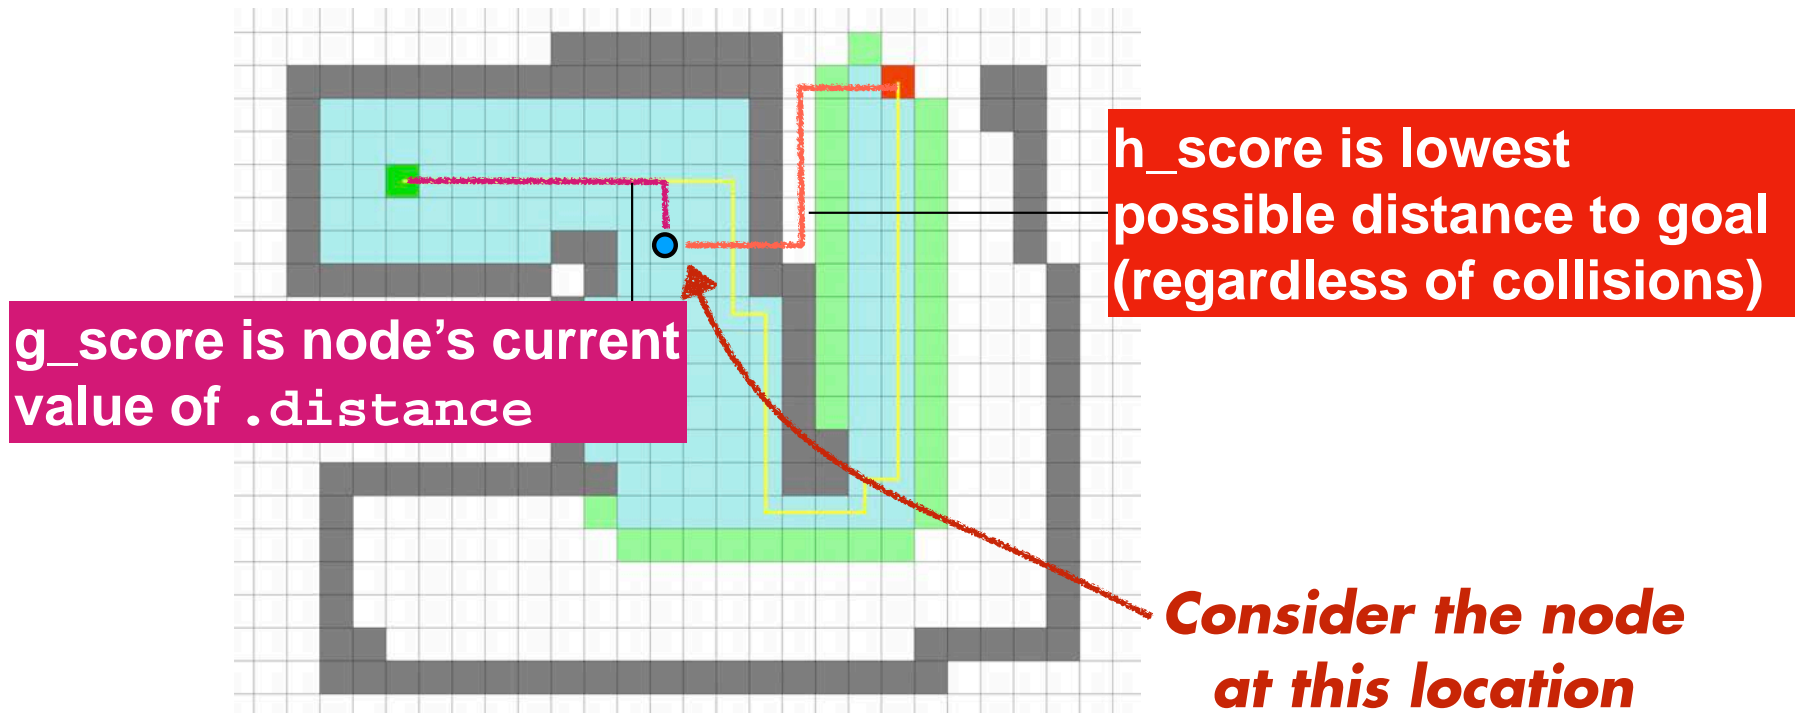 h_score is lowest
possible distance to goal
(regardless of collisions)
g_score is node’s current
value of .distance
Consider the node
at this location